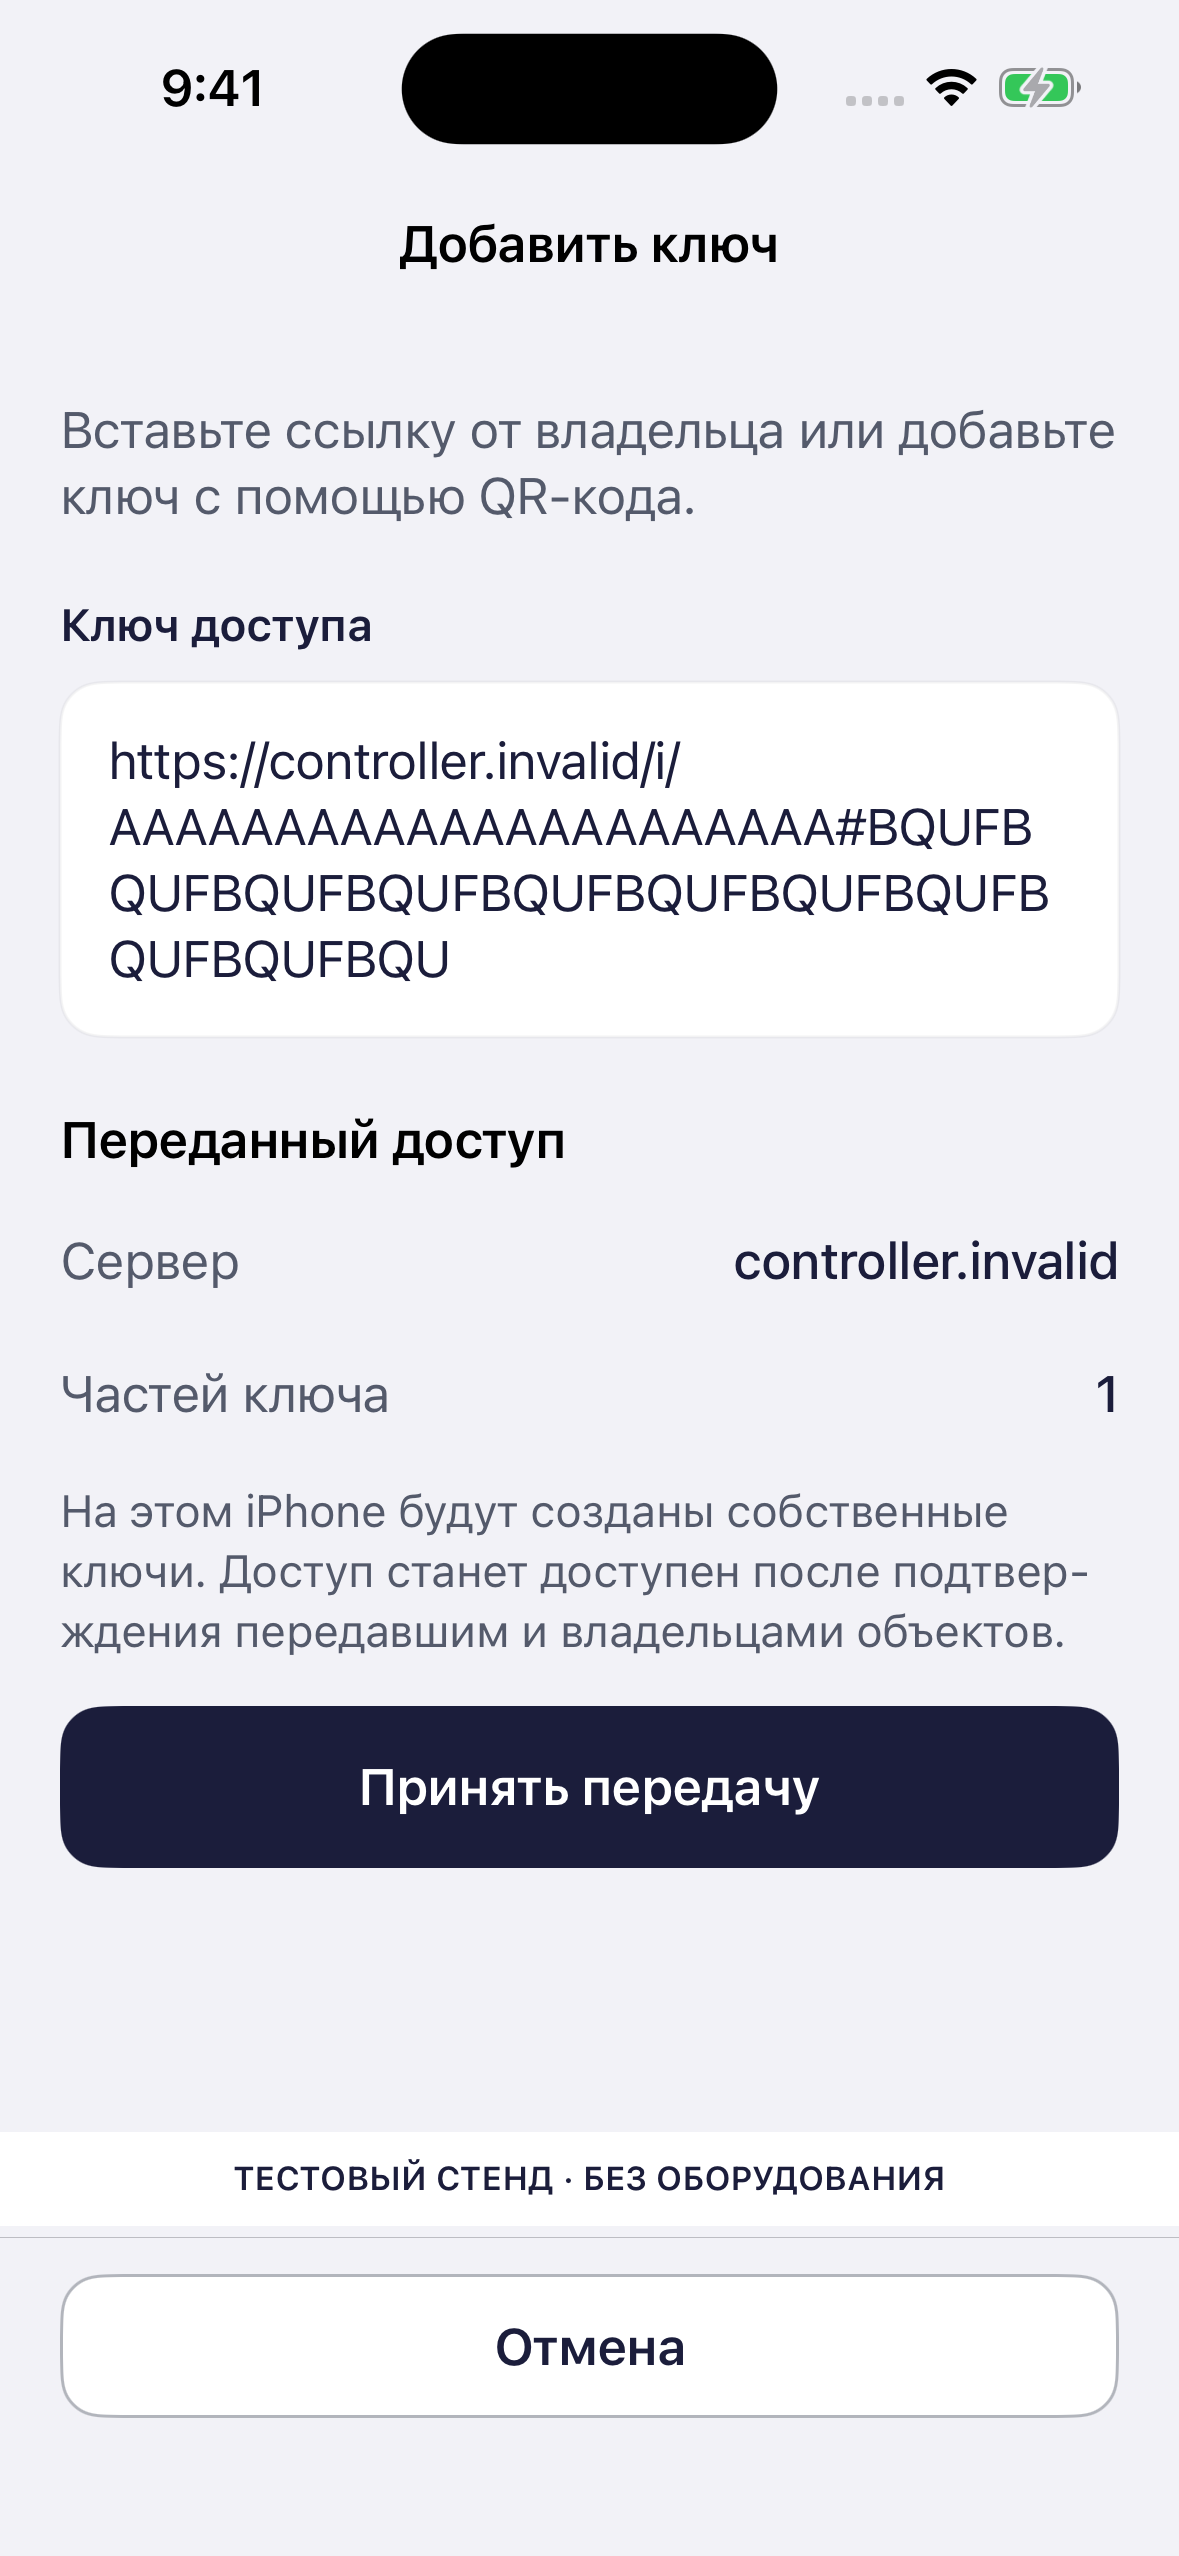 9:41
Добавить ключ
Вставьте ссылку от владельца или добавьте
ключ с помощью QR-кода.
Ключ доступа
https://controller.invalid/i/
AAAAAAAAAAAAAAAAAAAAAA#BQUFB
QUFBQUFBQUFBQUFBQUFBQUFBQUFB
QUFBQUFBQU
Переданный доступ
Сервер controller.invalid
Частей ключа 1
На этом iPhone будут созданы собственные
ключи. Доступ станет доступен после подтвер-
ждения передавшим и владельцами объектов.
Принять передачу
ТЕСТОВЫЙ СТЕНД · БЕЗ ОБОРУДОВАНИЯ
Отмена